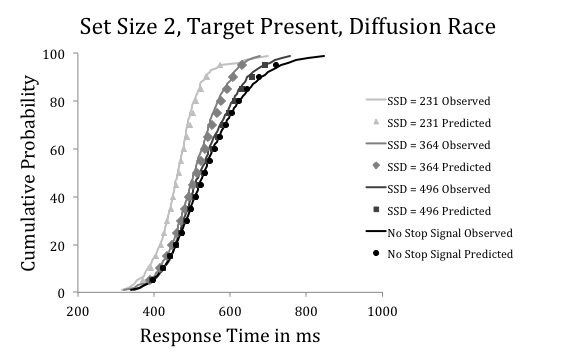 Set Size 2, Target Present, Diffusion Race
100
80
60
40
20
0
Cumulative Probability
200
400
600
800
1000
Response Time in ms
SSD = 231 Observed
SSD = 231 Predicted
SSD = 364 Observed
SSD = 364 Predicted
SSD = 496 Observed
SSD = 496 Predicted
No Stop Signal Observed
No Stop Signal Predicted